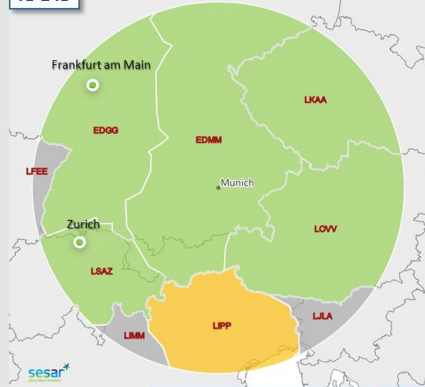 Frankfurt am Main
LKAA
EDGG
EDMM
LFEE
Munich
Zurich
LOVV
LSAZ
LJLA
LIPP
LIMM
sesar